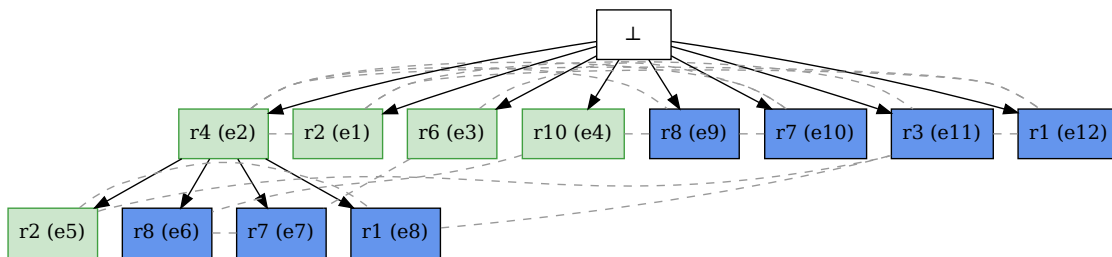 ⊥
r4 (e2)
r2 (e1)
r6 (e3)
r10 (e4)
r8 (e9)
r7 (e10)
r3 (e11)
r1 (e12)
r2 (e5)
r8 (e6)
r7 (e7)
r1 (e8)